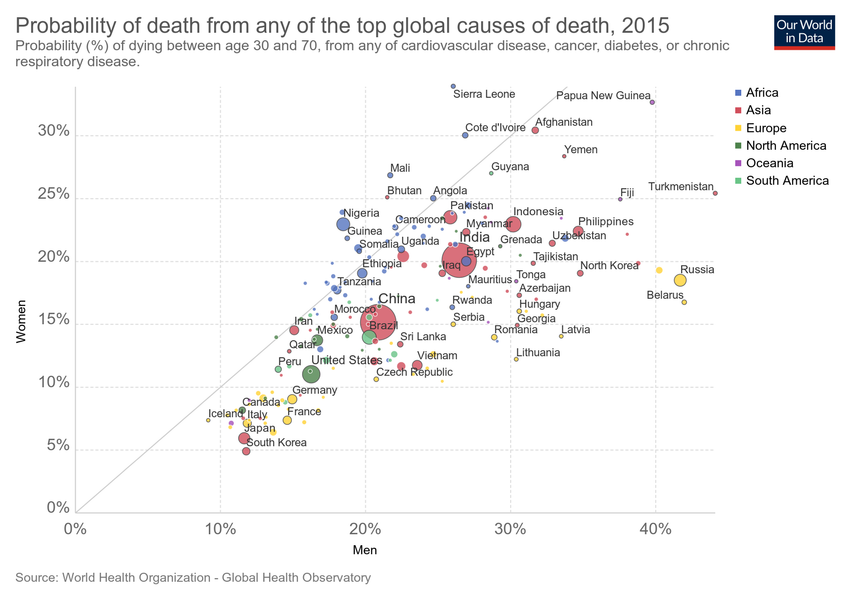 Probability of death from any of the top global causes of death, 2015
Our World
in Data
Probability (%) of dying between age 30 and 70, from any of cardiovascular disease, cancer, diabetes, or chronic
respiratory disease.
Africa
Asia
Europe
North America
Oceania
South America
Women
30%
25%
20%
15%
10%
5%
0%
Sierra Leone
Papua New Guinea
Cote d'Ivoire
Afghanistan
Yemen
Mali
Guyana
Bhutan
Angola
Fiji
Turkmenistan
Nigeria
Cameroon
Pakistan
Indonesia
Guinea
Myanmar
Philippines
Somalia
Uganda
India
Grenada
Uzbekistan
Egypt
Ethiopia
Iraq
Tajikistan
North Korea
Russia
Tanzania
Mauritius
Tonga
Azerbaijan
Belarus
China
Rwanda
Hungary
Morocco
Iran
Mexico
Brazil
Serbia
Georgia
Qatar
Sri Lanka
Romania
Latvia
Peru
United States
Vietnam
Lithuania
Czech Republic
Germany
Canada
Iceland
Italy
France
Japan
South Korea
0%
10%
20%
30%
40%
Men
Source: World Health Organization - Global Health Observatory